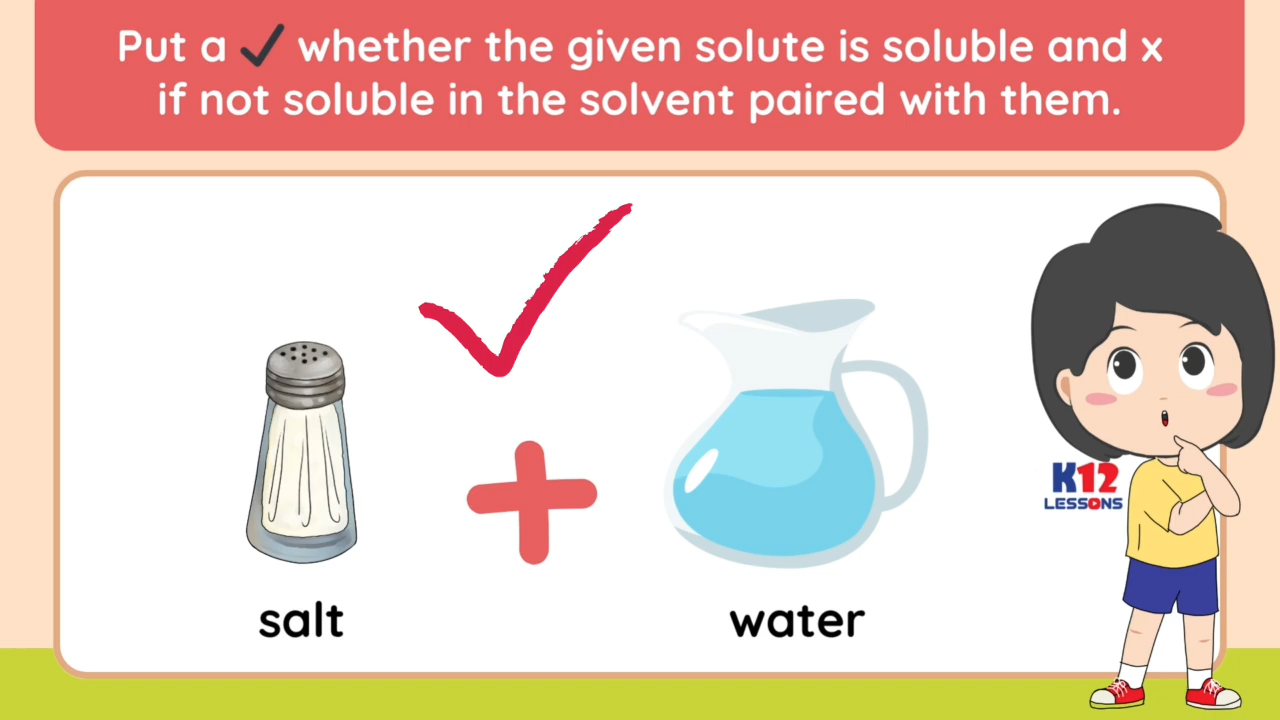 Put a ✓ whether the given solute is soluble and x
if not soluble in the solvent paired with them.
K12
LESSONS
salt
water